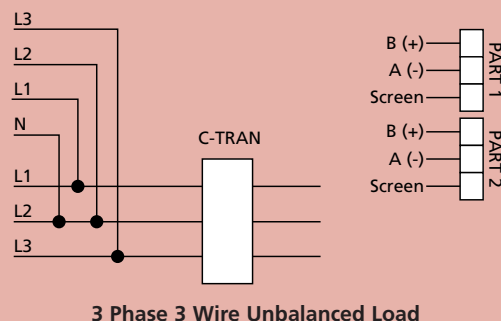 L3
L2
L1
N
C-TRAN
L1
L2
L3
B (+)
A (-)
Screen
PART 1
B (+)
A (-)
Screen
PART 2
3 Phase 3 Wire Unbalanced Load